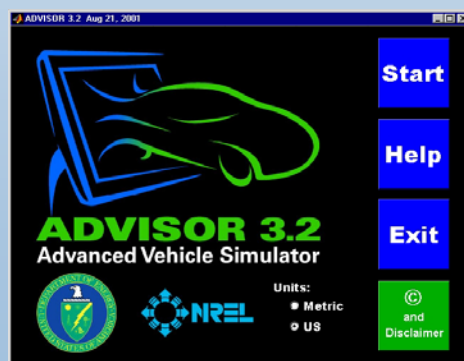 ADVISOR 3.2 Aug 21, 2001
Start
Help
ADVISOR 3.2
Advanced Vehicle Simulator
Exit
Units:
Metric
US
NREL
©
and
Disclaimer